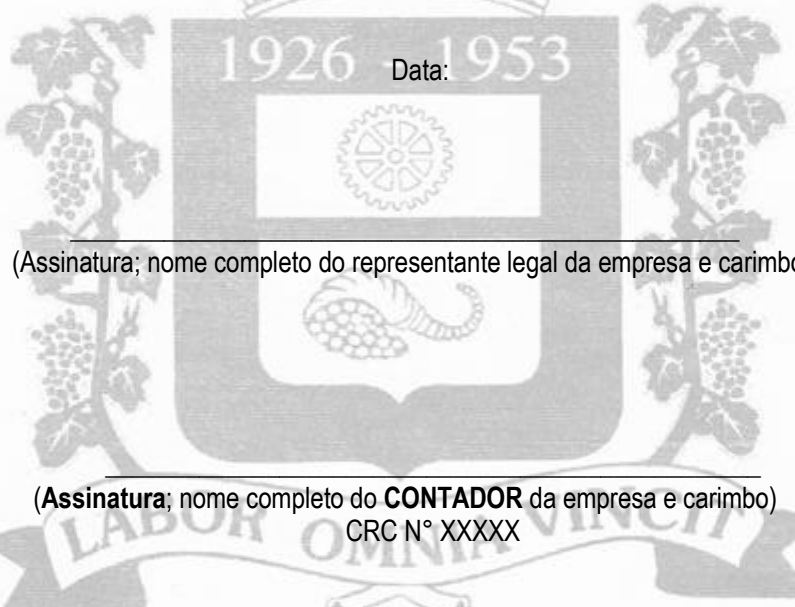 1926 1953
Data:
(Assinatura; nome completo do representante legal da empresa e carimbo
(Assinatura; nome completo do CONTADOR da empresa e carimbo)
CRC N° XXXXX
LABOR OMNIA VINCIT